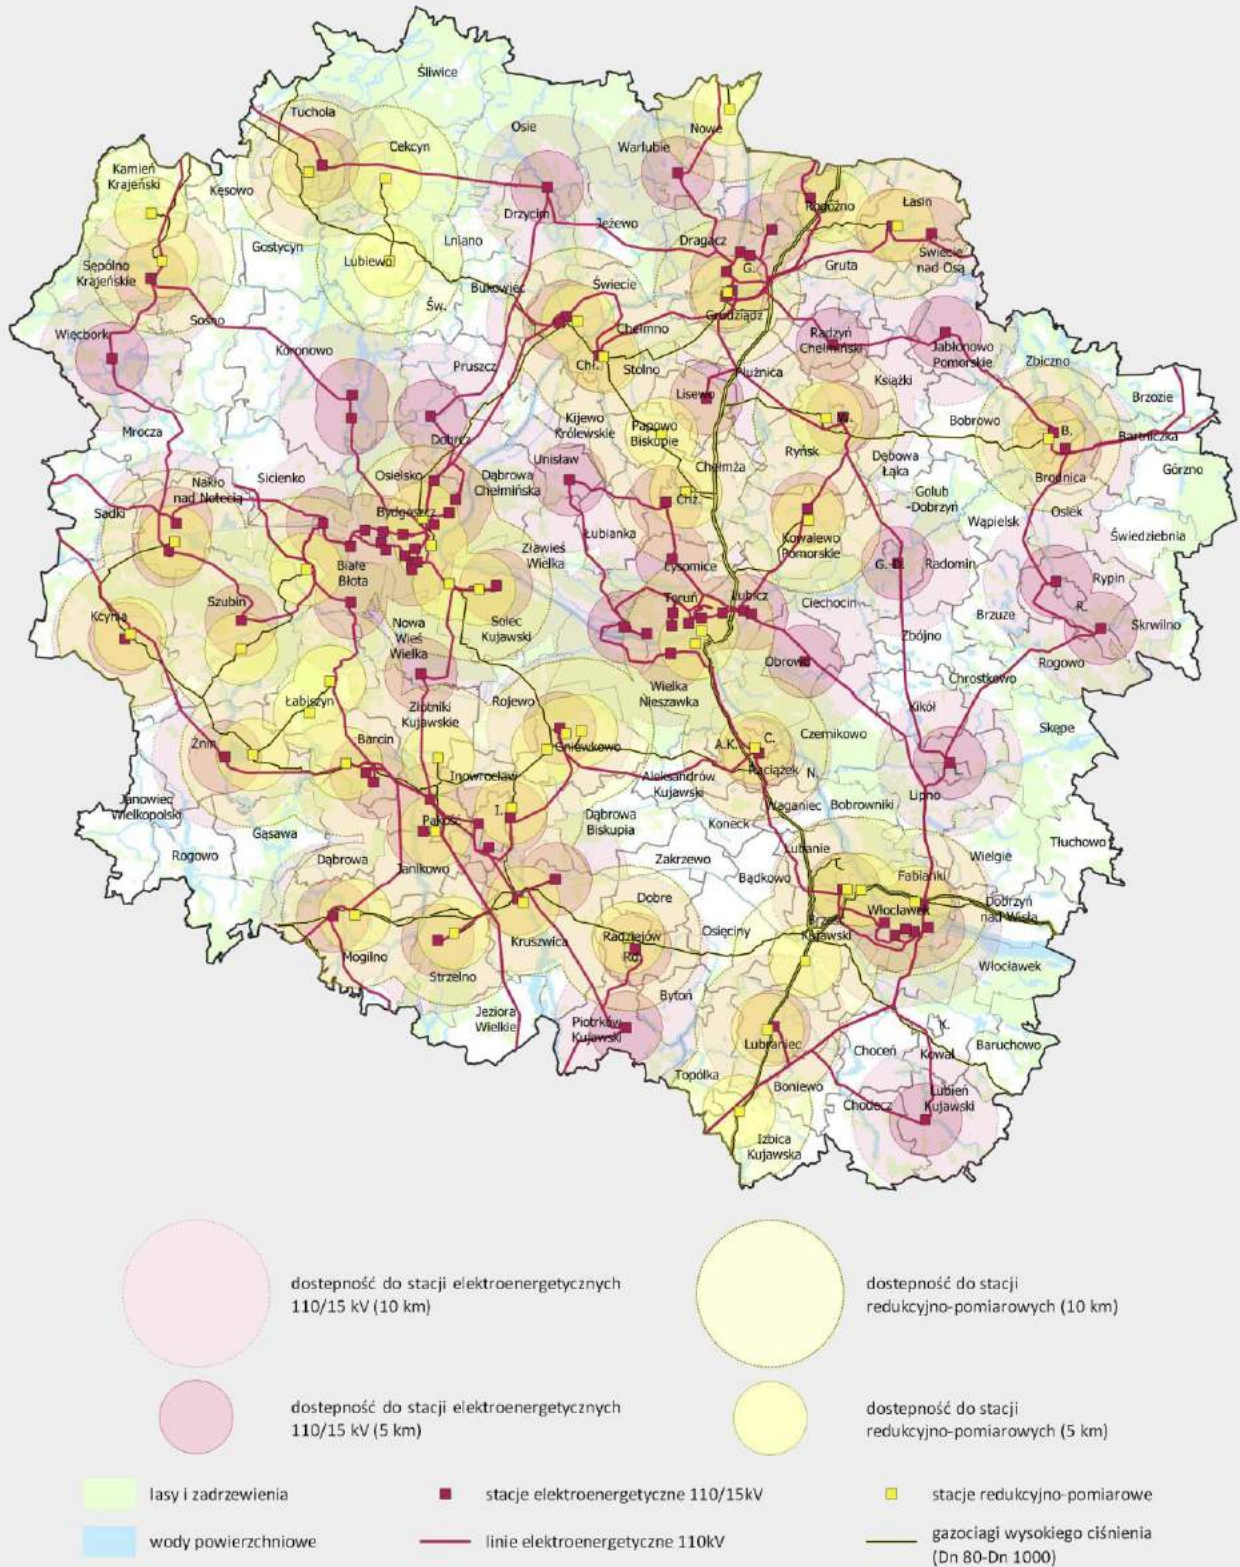 Śliwice
Tuchola
Osie
Nowe
Cekcyn
Warlubie
Kamień
Krajeński
Kęsowo
Rogóźno
Łasin
Drzycim
Jeżewo
Gostycyn
Lniano
Dragacz
Świecie
nad Osą
Lubiewo
Sępólno
Krajeńskie
G.
Gruta
Bukowiec
Świecie
Św.
Grudziądz
Sośno
Chełmno
Więcbork
Radzyń
Chełmiński
Jabłonowo
Pomorskie
Koronowo
Zbiczno
Pruszcz
Chł.
Stolno
Płużnica
Książki
Lisewo
Brzozie
Kijewo
Królewskie
Papowo
Biskupie
W.
Bobrowo
B.
Mrocza
Dobrcz
Bartniczka
Ryńsk
Dębowa
Łąka
Unisław
Chełmża
Górzno
Sicienko
Osielsko
Dąbrowa
Chełmińska
Brodnica
Nakło
nad Notecią
Golub
-Dobrzyń
Chż.
Sadki
Bydgoszcz
Osiek
Wąpielsk
Łubianka
Świedziebnia
Kowalewo
Pomorskie
Zławieś
Wielka
Białe
Błota
Łysomice
G.-D.
Radomin
Rypin
Szubin
Toruń
Lubicz
Ciechocin
R.
Kcynia
Brzuze
Nowa
Wieś
Wielka
Solec
Kujawski
Skrwilno
Zbójno
Obrowo
Rogowo
Chrostkowo
Wielka
Nieszawka
Łabiszyn
Złotniki
Kujawskie
Rojewo
Kikół
Skępe
Czernikowo
Barcin
C.
Żnin
Gniewkowo
A.K.
Raciążek
N.
Inowrocław
Aleksandrów
Kujawski
L.
Lipno
Janowiec
Wielkopolski
Waganiec
Bobrowniki
I.
Pakość
Dąbrowa
Biskupia
Koneck
Gąsawa
Tłuchowo
Lubanie
Rogowo
Dąbrowa
Zakrzewo
Wielgie
Janikowo
Bądkowo
Fabianki
Dobre
Dobrzyń
nad Wisłą
Włocławek
Brześć
Kujawski
Osięciny
Kruszwica
Radziejów
Rd.
Mogilno
Włocławek
Strzelno
Bytoń
Jeziora
Wielkie
Piotrków
Kujawski
K.
Lubraniec
Choceń
Kowal
Baruchowo
Topólka
Boniewo
Chodecz
Lubień
Kujawski
Izbica
Kujawska
dostepność do stacji elektroenergetycznych
110/15 kV (10 km)
dostepność do stacji
redukcyjno-pomiarowych (10 km)
dostepność do stacji elektroenergetycznych
110/15 kV (5 km)
dostepność do stacji
redukcyjno-pomiarowych (5 km)
lasy i zadrzewienia
stacje elektroenergetyczne 110/15kV
stacje redukcyjno-pomiarowe
wody powierzchniowe
linie elektroenergetyczne 110kV
gazociagi wysokiego ciśnienia
(Dn 80-Dn 1000)